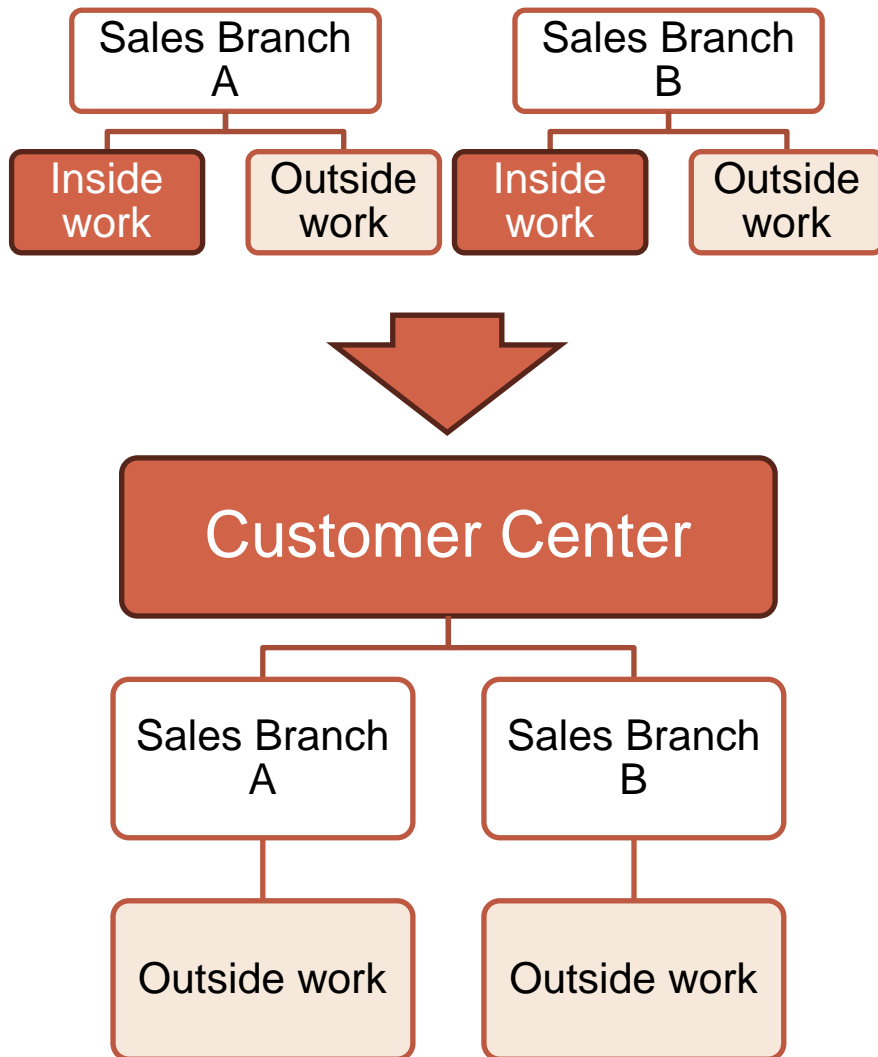 Sales Branch
A
Sales Branch
B
Inside
work
Outside
work
Inside
work
Outside
work
Customer Center
Sales Branch
A
Sales Branch
B
Outside work
Outside work